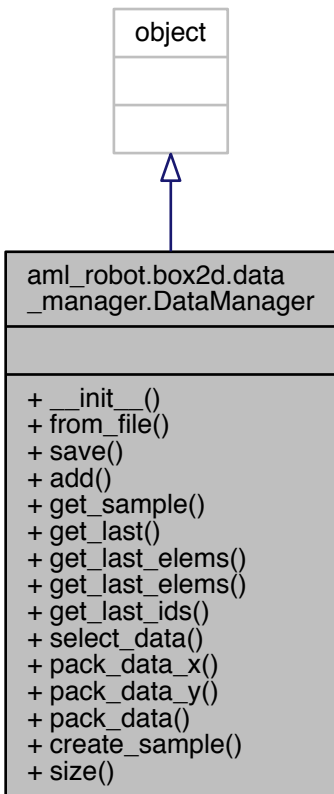 object
aml_robot.box2d.data
_manager.DataManager
+ __init__()
+ from_file()
+ save()
+ add()
+ get_sample()
+ get_last()
+ get_last_elems()
+ get_last_elems()
+ get_last_ids()
+ select_data()
+ pack_data_x()
+ pack_data_y()
+ pack_data()
+ create_sample()
+ size()